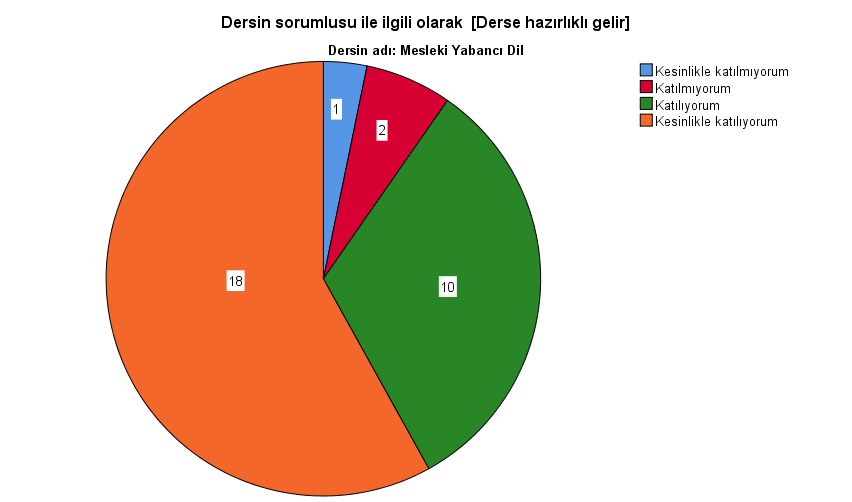 Dersin sorumlusu ile ilgili olarak  [Derse hazırlıklı gelir]
Dersin adı: Mesleki Yabancı Dil
Kesinlikle katılmıyorum
Katılmıyorum
Katılıyorum
Kesinlikle katılıyorum
1
2
10
18